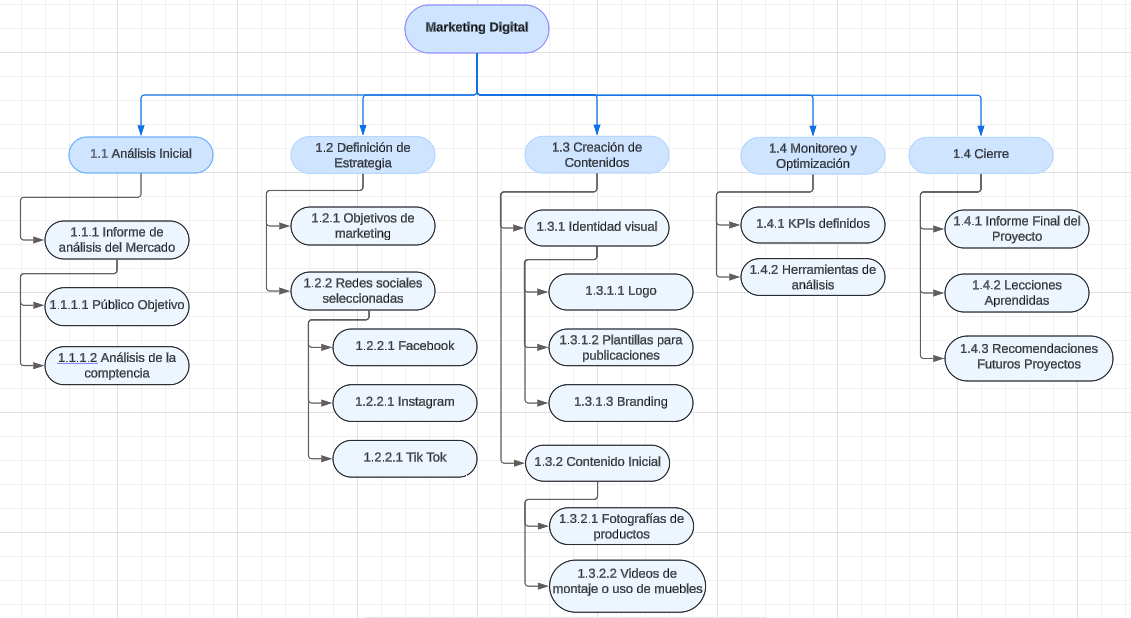 Marketing Digital
1.1 Análisis Inicial
1.1.1 Informe de
análisis del Mercado
1.1.1.1 Público Objetivo
1.1.1.2 Análisis de la
comptencia
1.2 Definición de
Estrategia
1.2.1 Objetivos de
marketing
1.2.2 Redes sociales
seleccionadas
1.2.2.1 Facebook
1.2.2.1 Instagram
1.2.2.1 Tik Tok
1.3 Creación de
Contenidos
1.3.1 Identidad visual
1.3.1.1 Logo
1.3.1.2 Plantillas para
publicaciones
1.3.1.3 Branding
1.3.2 Contenido Inicial
1.3.2.1 Fotografías de
productos
1.3.2.2 Videos de
montaje o uso de muebles
1.4 Monitoreo y
Optimización
1.4.1 KPIs definidos
1.4.2 Herramientas de
análisis
1.4 Cierre
1.4.1 Informe Final del
Proyecto
1.4.2 Lecciones
Aprendidas
1.4.3 Recomendaciones
Futuros Proyectos